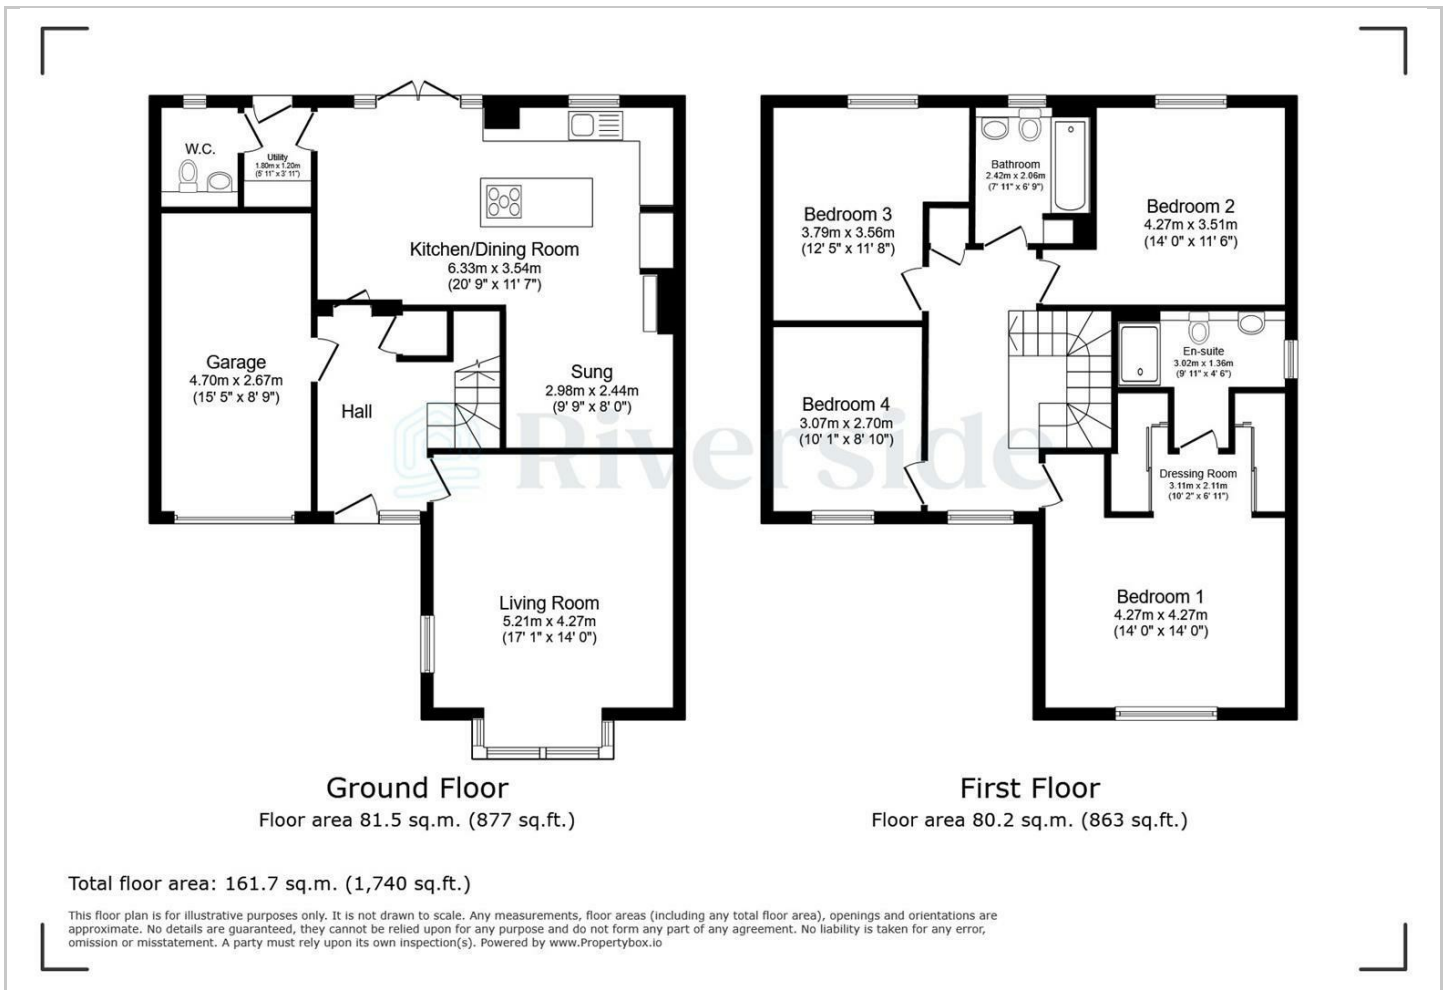 W.C.
Utility
1.80m x 1.20m
(5' 11" x 3' 11")
Kitchen/Dining Room
6.33m x 3.54m
(20' 9" x 11' 7")
Garage
4.70m x 2.67m
(15' 5" x 8' 9")
Hall
Sung
2.98m x 2.44m
(9' 9" x 8' 0")
Living Room
5.21m x 4.27m
(17' 1" x 14' 0")
Bedroom 3
3.79m x 3.56m
(12' 5" x 11' 8")
Bathroom
2.42m x 2.06m
(7' 11" x 6' 9")
Bedroom 2
4.27m x 3.51m
(14' 0" x 11' 6")
En-suite
3.02m x 1.36m
(9' 11" x 4' 6")
Bedroom 4
3.07m x 2.70m
(10' 1" x 8' 10")
Dressing Room
3.11m x 2.11m
(10' 2" x 6' 11")
Bedroom 1
4.27m x 4.27m
(14' 0" x 14' 0")
Riverside
Ground Floor
Floor area 81.5 sq.m. (877 sq.ft.)
First Floor
Floor area 80.2 sq.m. (863 sq.ft.)
Total floor area: 161.7 sq.m. (1,740 sq.ft.)
This floor plan is for illustrative purposes only. It is not drawn to scale. Any measurements, floor areas (including any total floor area), openings and orientations are
approximate. No details are guaranteed, they cannot be relied upon for any purpose and do not form any part of any agreement. No liability is taken for any error,
omission or misstatement. A party must rely upon its own inspection(s). Powered by www.Propertybox.io